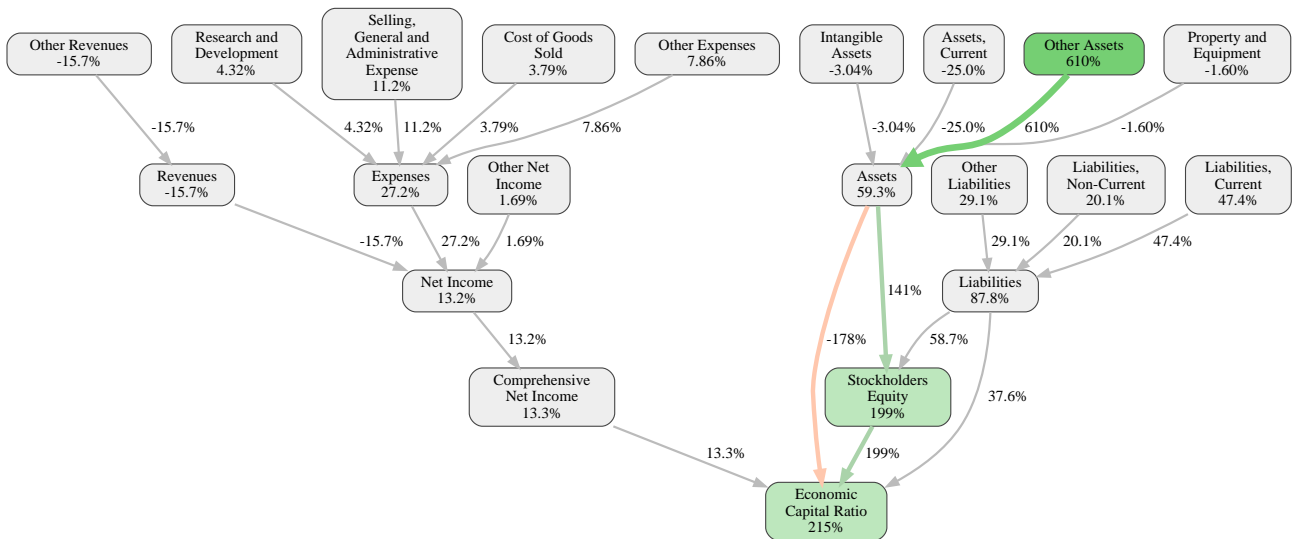 Other Revenues
-15.7%
Research and
Development
4.32%
Selling,
General and
Administrative
Expense
11.2%
Cost of Goods
Sold
3.79%
Other Expenses
7.86%
Intangible
Assets
-3.04%
Assets,
Current
-25.0%
Other Assets
610%
Property and
Equipment
-1.60%
-15.7%
4.32%
11.2%
3.79%
7.86%
-3.04%
-25.0%
610%
-1.60%
Revenues
-15.7%
Expenses
27.2%
Other Net
Income
1.69%
Assets
59.3%
Other
Liabilities
29.1%
Liabilities,
Non-Current
20.1%
Liabilities,
Current
47.4%
-15.7%
27.2%
1.69%
29.1%
20.1%
47.4%
Net Income
13.2%
Liabilities
87.8%
141%
13.2%
-178%
58.7%
37.6%
Comprehensive
Net Income
13.3%
Stockholders
Equity
199%
13.3%
199%
Economic
Capital Ratio
215%